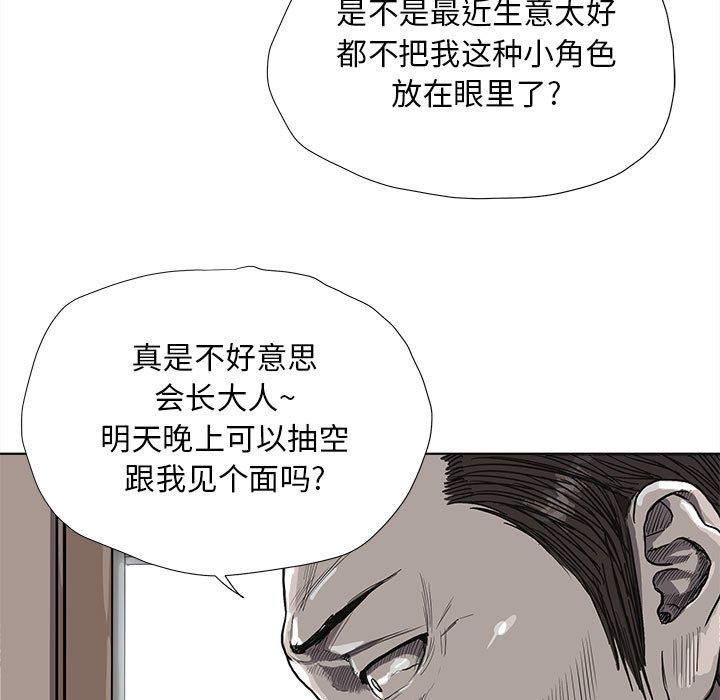 是不是最近生意太好
都不把我这种小角色
放在眼里了?
真是不好意思
会长大人~
明天晚上可以抽空
跟我见个面吗?